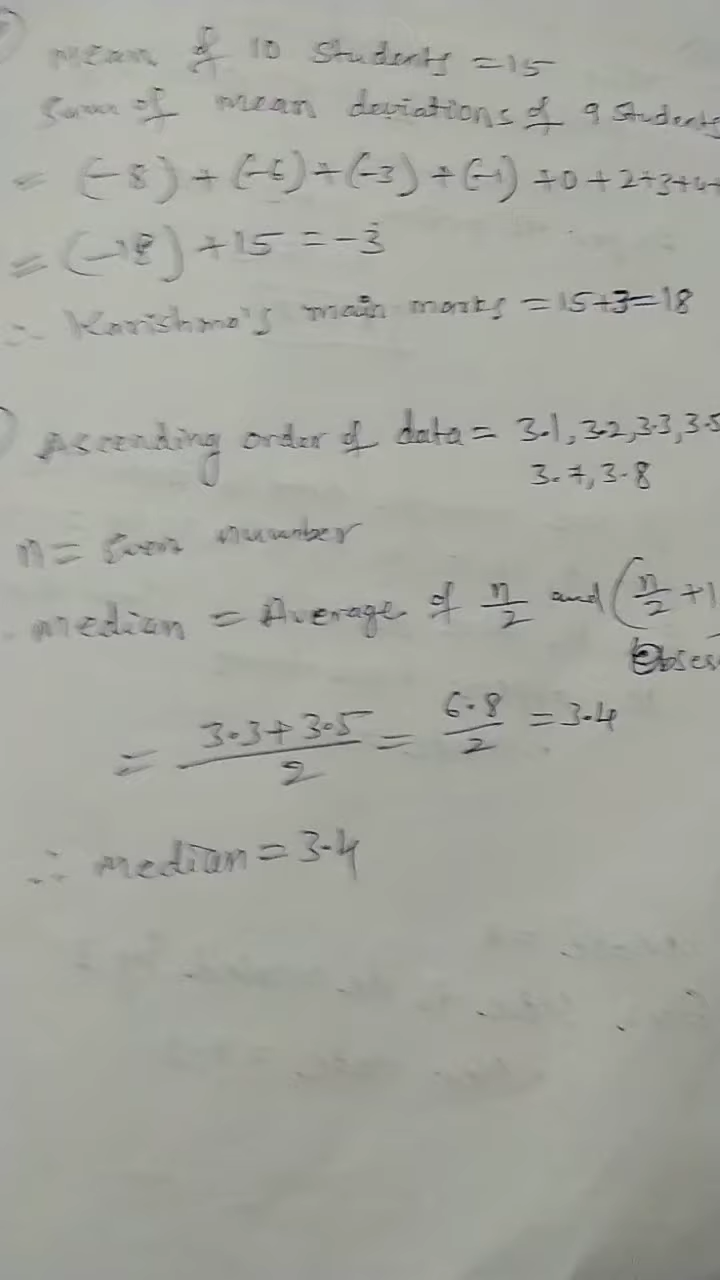 mean of 10 students = 15
Sum of mean deviations of 9 students
= (-8) + (-6) + (-3) + (-1) + 0 + 2 + 3 + 4 +
= (-18) + 15 = -3
∴ Karishma's main marks = 15+3=18
Ascending order of data = 3.1, 3.2, 3.3, 3.5
3.7, 3.8
n = Even number
median = Average of n/2 and (n/2 + 1
Obser
= (3.3 + 3.5)/2 = 6.8/2 = 3.4
∴ median = 3.4